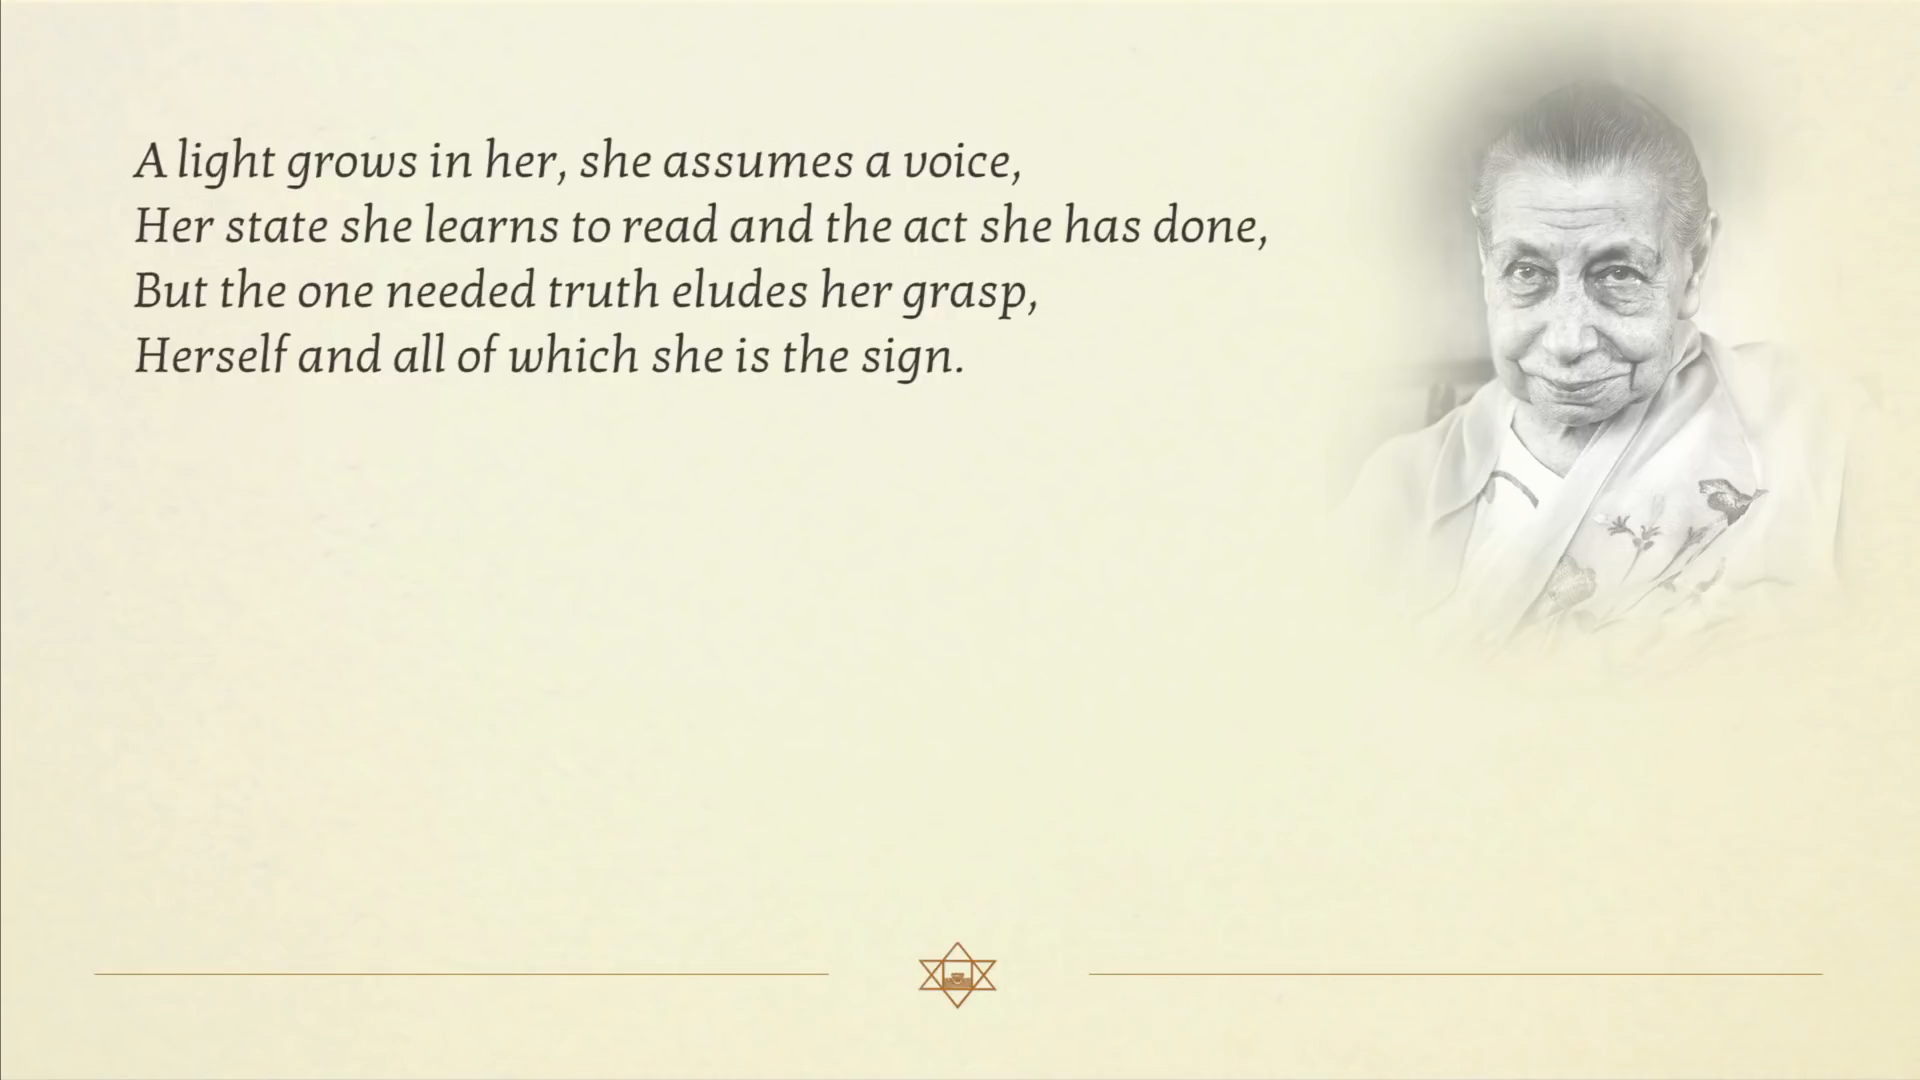 A light grows in her, she assumes a voice,
Her state she learns to read and the act she has done,
But the one needed truth eludes her grasp,
Herself and all of which she is the sign.